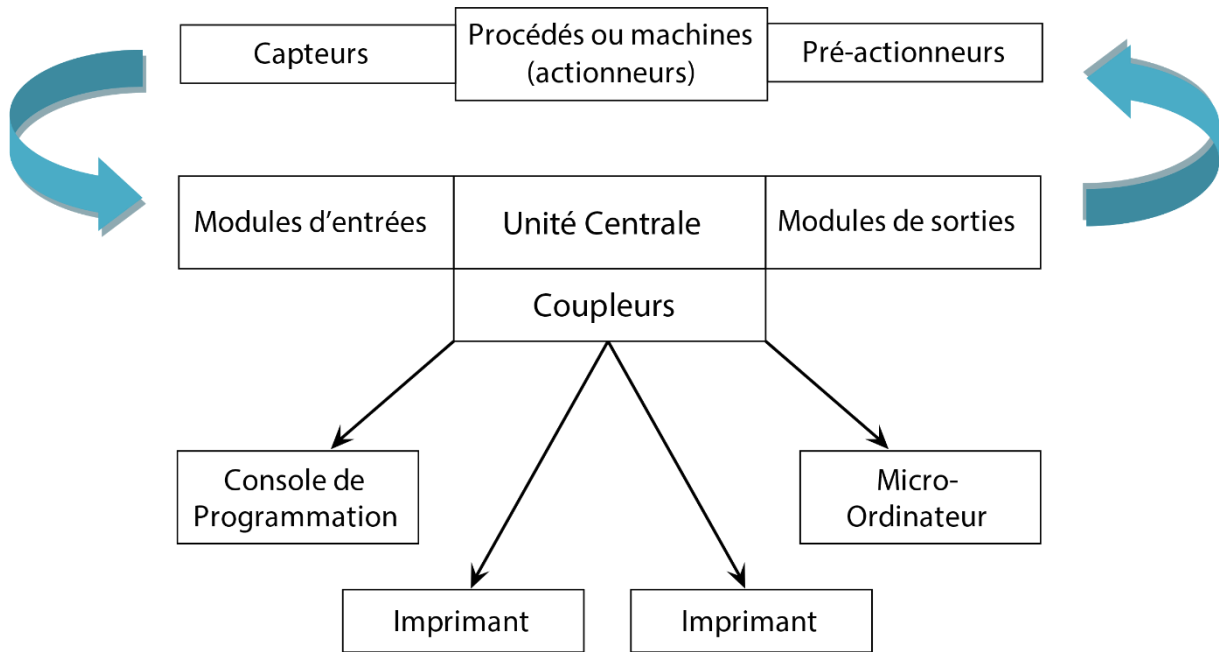 Capteurs
Procédés ou machines
(actionneurs)
Pré-actionneurs
Modules d’entrées
Unité Centrale
Modules de sorties
Coupleurs
Console de
Programmation
Micro-
Ordinateur
Imprimant
Imprimant